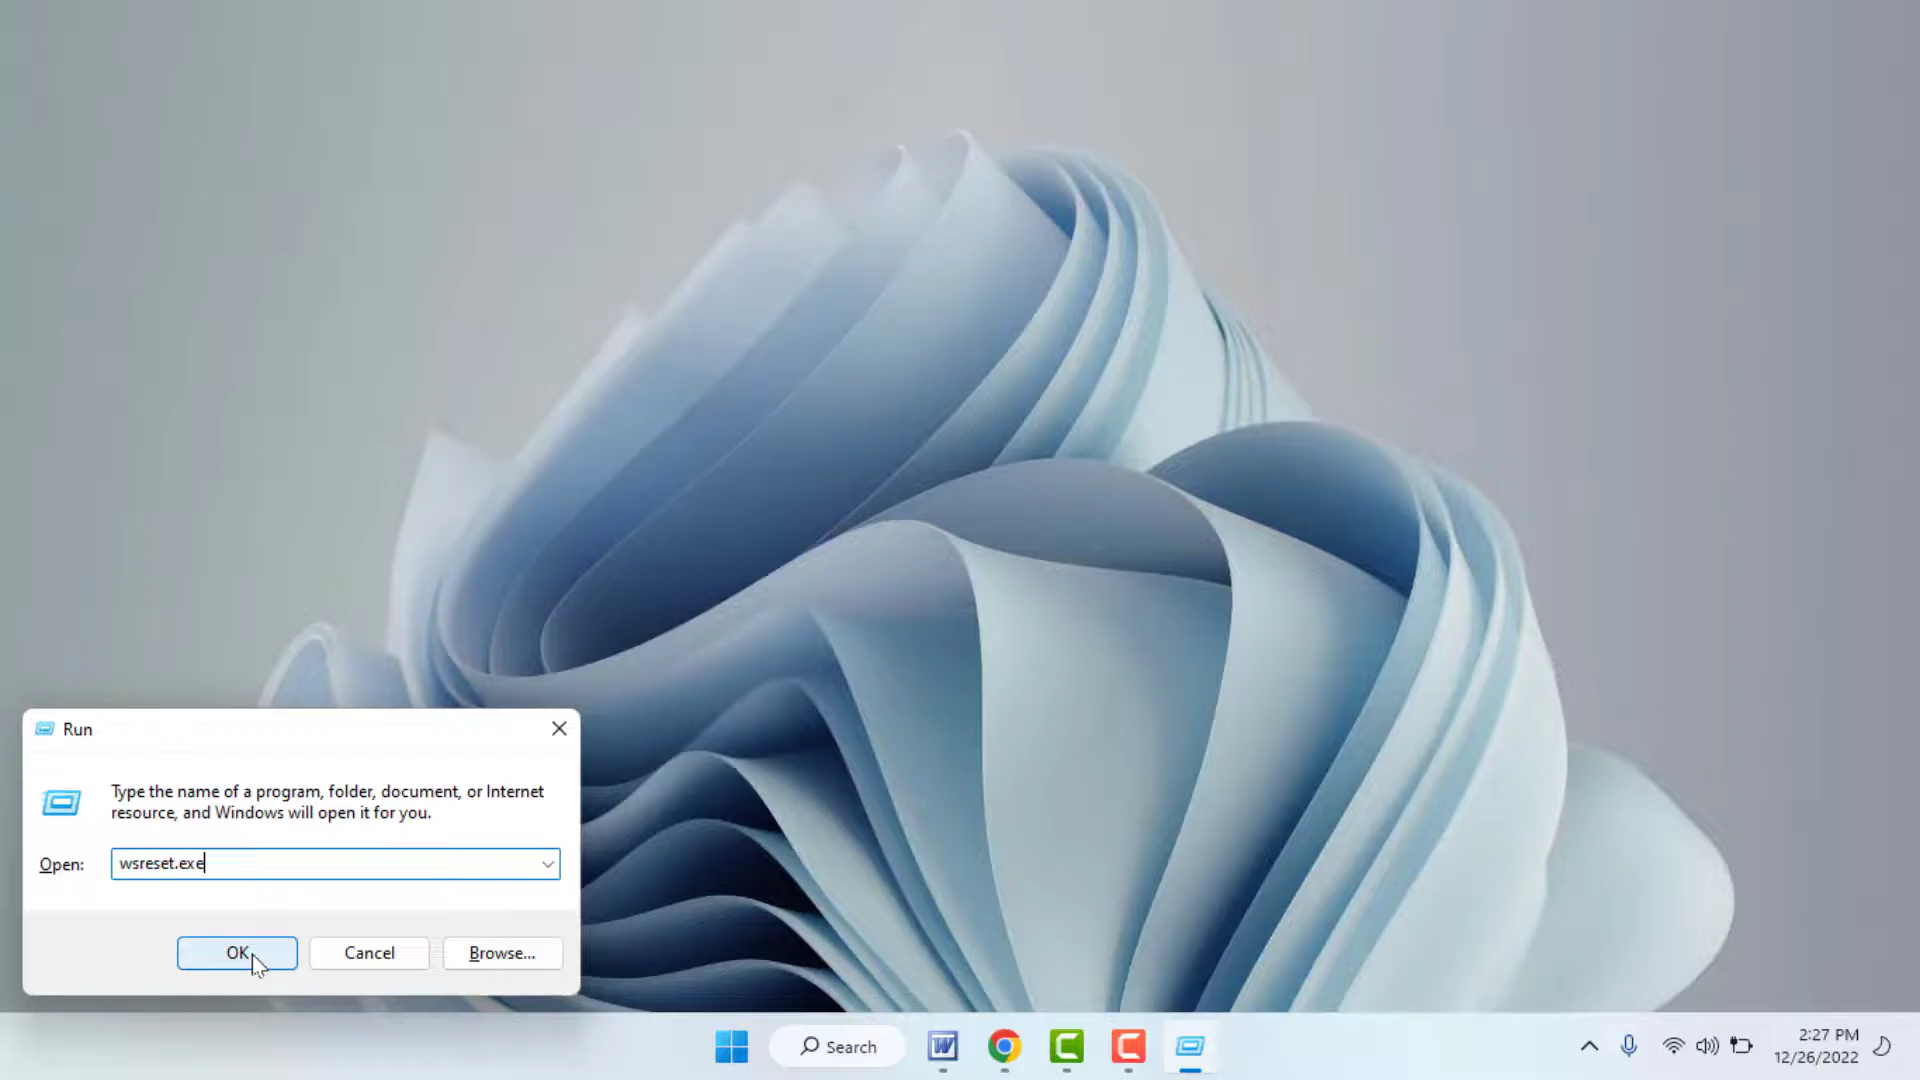 Run
Type the name of a program, folder, document, or Internet
resource, and Windows will open it for you.
Open:
wsreset.exe
OK
Cancel
Browse...
Search
2:27 PM
12/26/2022